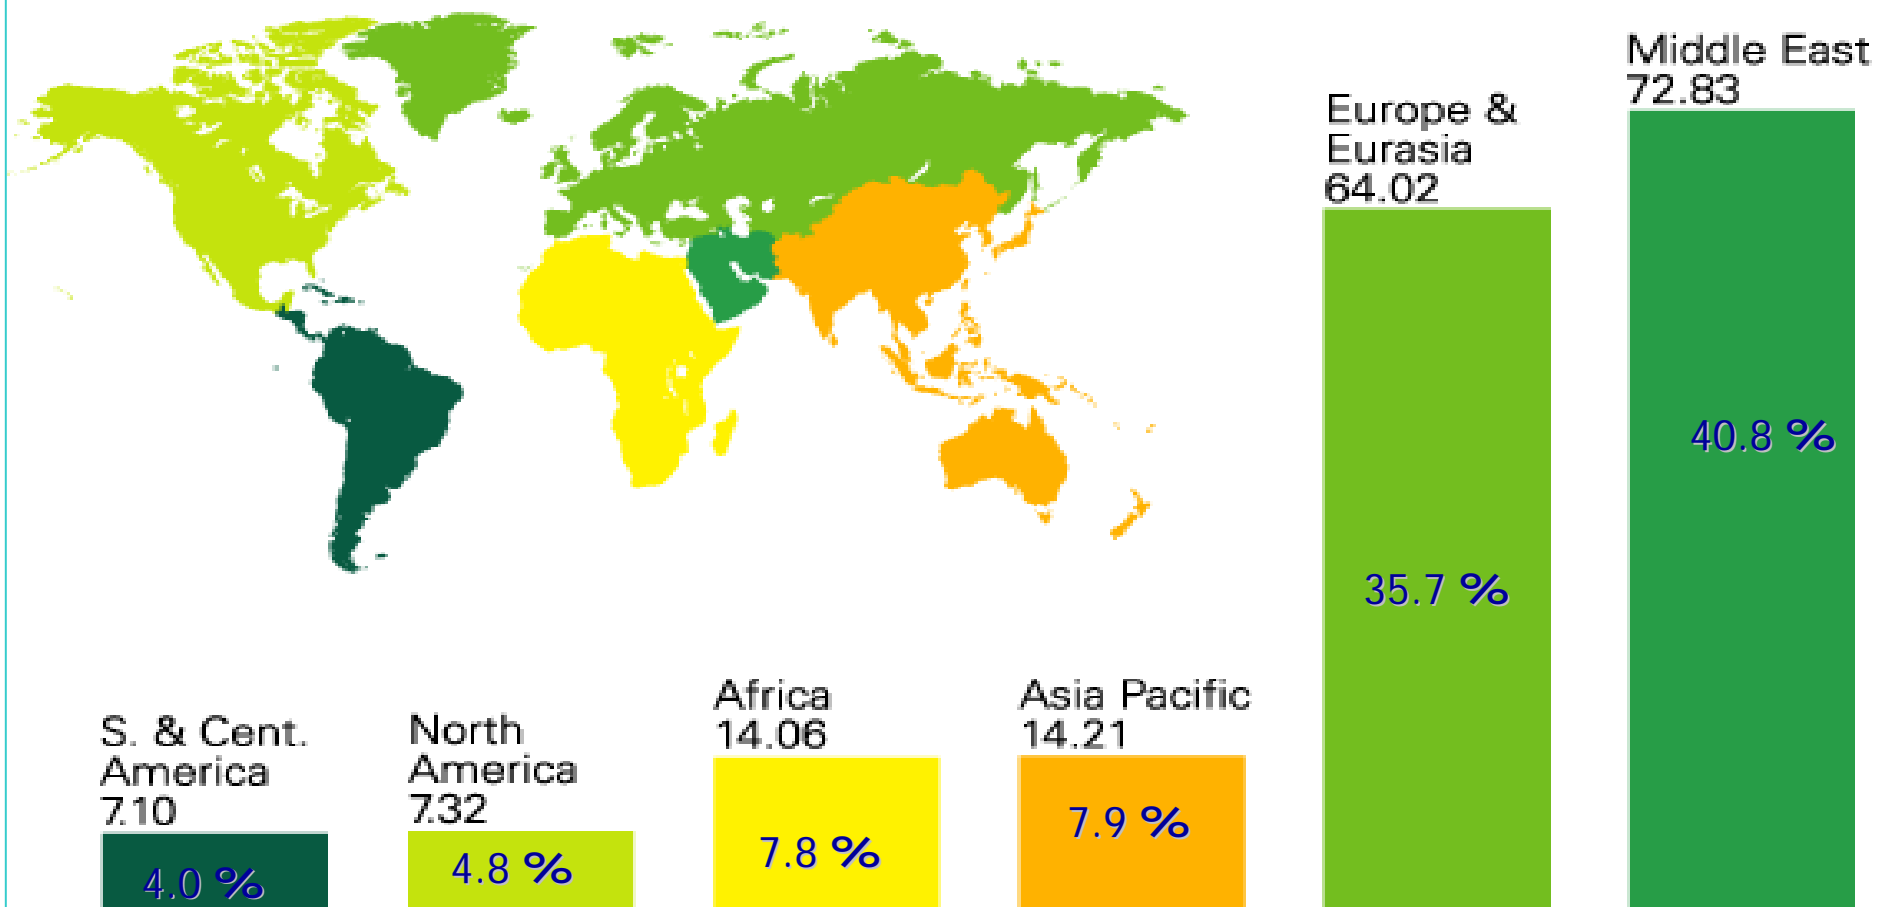 S. & Cent.
America
7.10
4.0 %
North
America
7.32
4.8 %
Africa
14.06
7.8 %
Asia Pacific
14.21
7.9 %
Europe &
Eurasia
64.02
35.7 %
Middle East
72.83
40.8 %